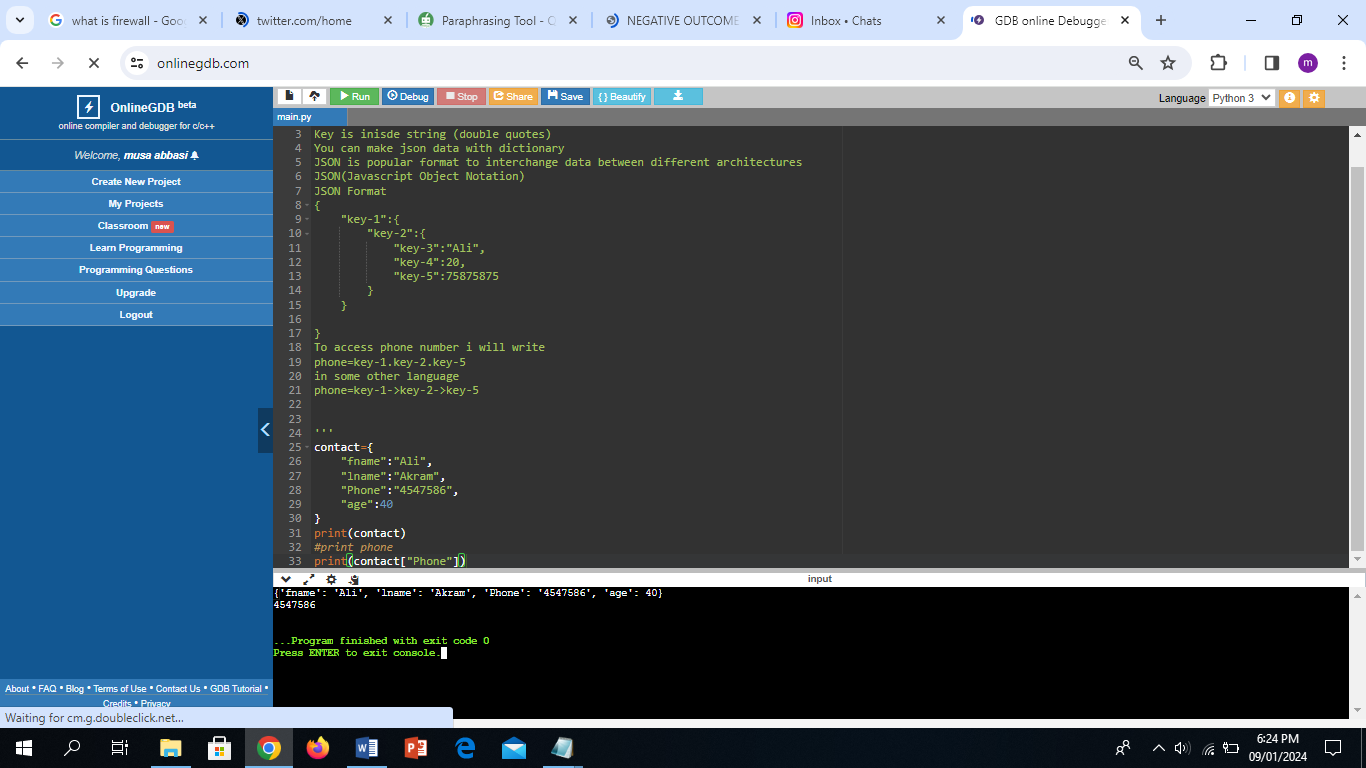 what is firewall - Goo
twitter.com/home
Paraphrasing Tool - Q
NEGATIVE OUTCOME
Inbox • Chats
GDB online Debugge
onlinegdb.com
m
OnlineGDB beta
online compiler and debugger for c/c++
Welcome, musa abbasi
Create New Project
My Projects
Classroom new
Learn Programming
Programming Questions
Upgrade
Logout
About • FAQ • Blog • Terms of Use • Contact Us • GDB Tutorial •
Credits • Privacy
Waiting for cm.g.doubleclick.net...
Run
Debug
Stop
Share
Save
{ } Beautify
Language Python 3
main.py
3 Key is inisde string (double quotes)
4 You can make json data with dictionary
5 JSON is popular format to interchange data between different architectures
6 JSON(Javascript Object Notation)
7 JSON Format
8 {
9 "key-1":{
10 "key-2":{
11 "key-3":"Ali",
12 "key-4":20,
13 "key-5":75875875
14 }
15 }
16
17 }
18 To access phone number i will write
19 phone=key-1.key-2.key-5
20 in some other language
21 phone=key-1->key-2->key-5
22
23
24 '''
25 contact={
26 "fname":"Ali",
27 "lname":"Akram",
28 "Phone":"4547586",
29 "age":40
30 }
31 print(contact)
32 #print phone
33 print(contact["Phone"])
input
{'fname': 'Ali', 'lname': 'Akram', 'Phone': '4547586', 'age': 40}
4547586
...Program finished with exit code 0
Press ENTER to exit console.
6:24 PM
09/01/2024